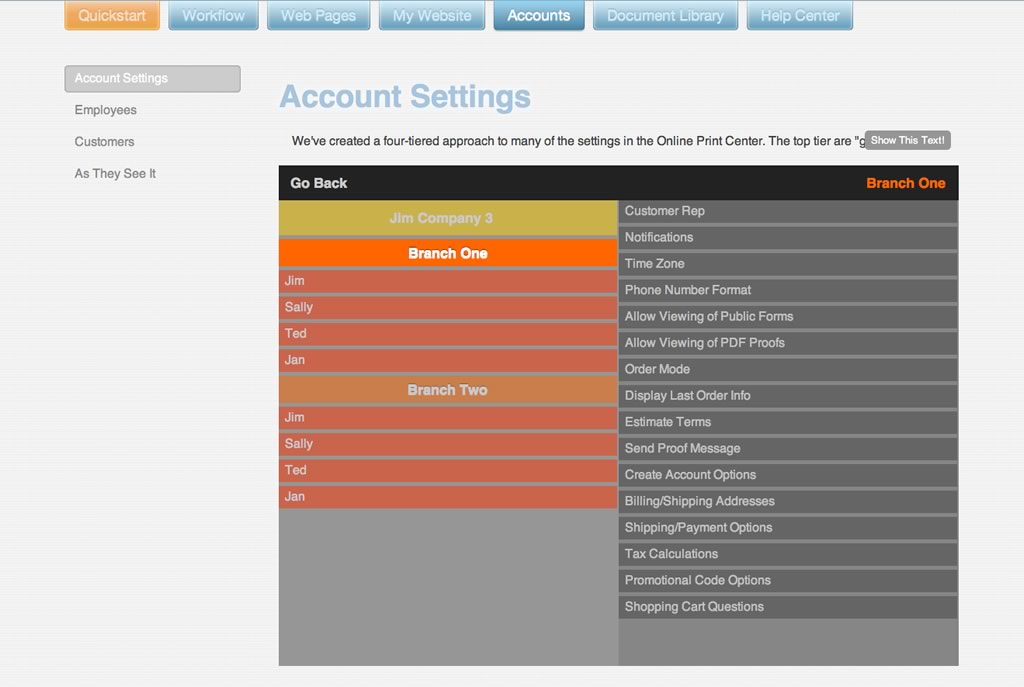 Quickstart Workflow Web Pages My Website Accounts Document Library Help Center
Account Settings
Employees
Customers
As They See It
Account Settings
We've created a four-tiered approach to many of the settings in the Online Print Center. The top tier are "g
Show This Text!
Go Back
Branch One
Jim Company 3
Branch One
Jim
Sally
Ted
Jan
Branch Two
Jim
Sally
Ted
Jan
Customer Rep
Notifications
Time Zone
Phone Number Format
Allow Viewing of Public Forms
Allow Viewing of PDF Proofs
Order Mode
Display Last Order Info
Estimate Terms
Send Proof Message
Create Account Options
Billing/Shipping Addresses
Shipping/Payment Options
Tax Calculations
Promotional Code Options
Shopping Cart Questions